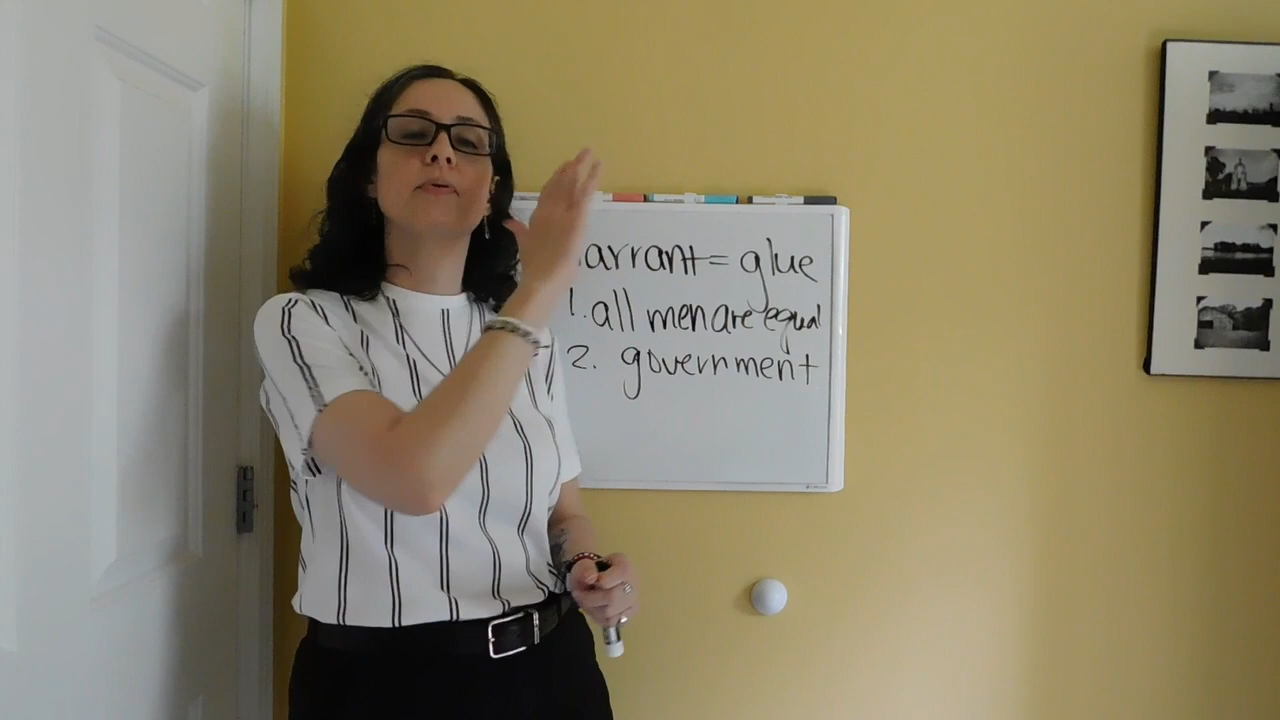 arrant = glue
1. all men are equal
2. government